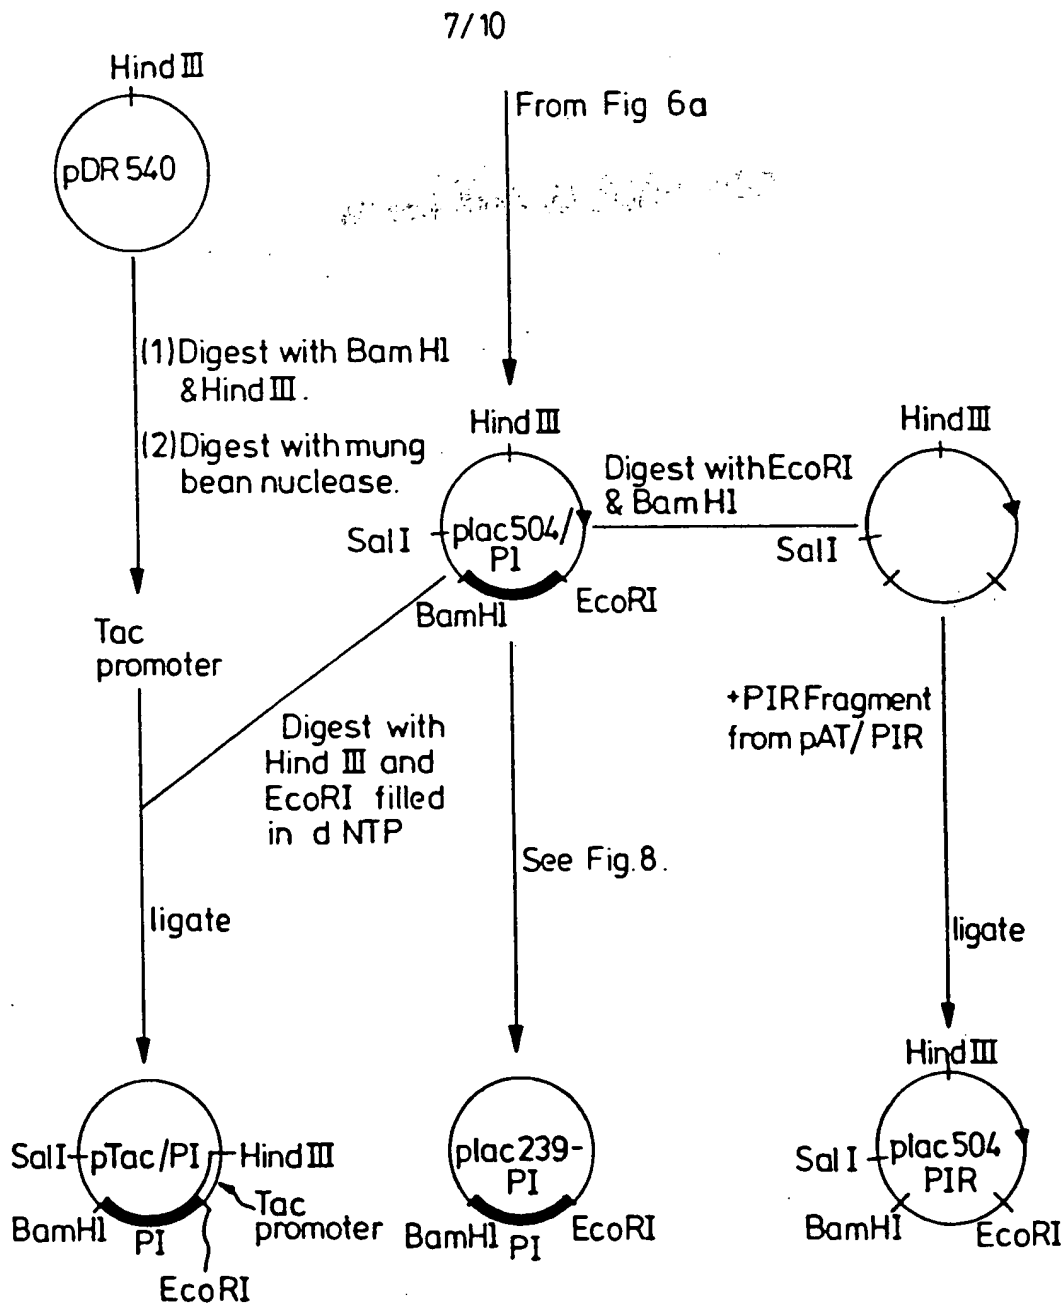 7/10
Hind III
pDR 540
From Fig 6a
(1) Digest with Bam H1
& Hind III.
(2) Digest with mung
bean nuclease.
Tac
promoter
Hind III
Sal I
plac504/
P1
BamH1
EcoRI
Digest with EcoRI
& Bam H1
Hind III
Sal I
+PIR Fragment
from pAT/PIR
Digest with
Hind III and
EcoRI filled
in d NTP
See Fig. 8.
ligate
ligate
Sal I
pTac/PI
Hind III
Tac
promoter
BamH1
PI
EcoRI
plac239-
PI
BamH1
PI
EcoRI
Hind III
Sal I
plac504
PIR
BamHI
EcoRI